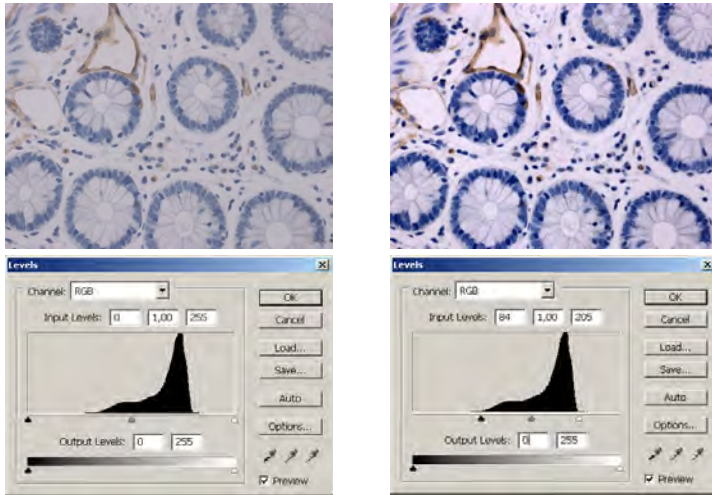 Levels
Channel: RGB
OK
Input Levels: 0 1,00 255
Cancel
Load...
Save...
Auto
Options...
Output Levels: 0 255
Preview
Levels
Channel: RGB
OK
Input Levels: 84 1,00 205
Cancel
Load...
Save...
Auto
Options...
Output Levels: 0 255
Preview